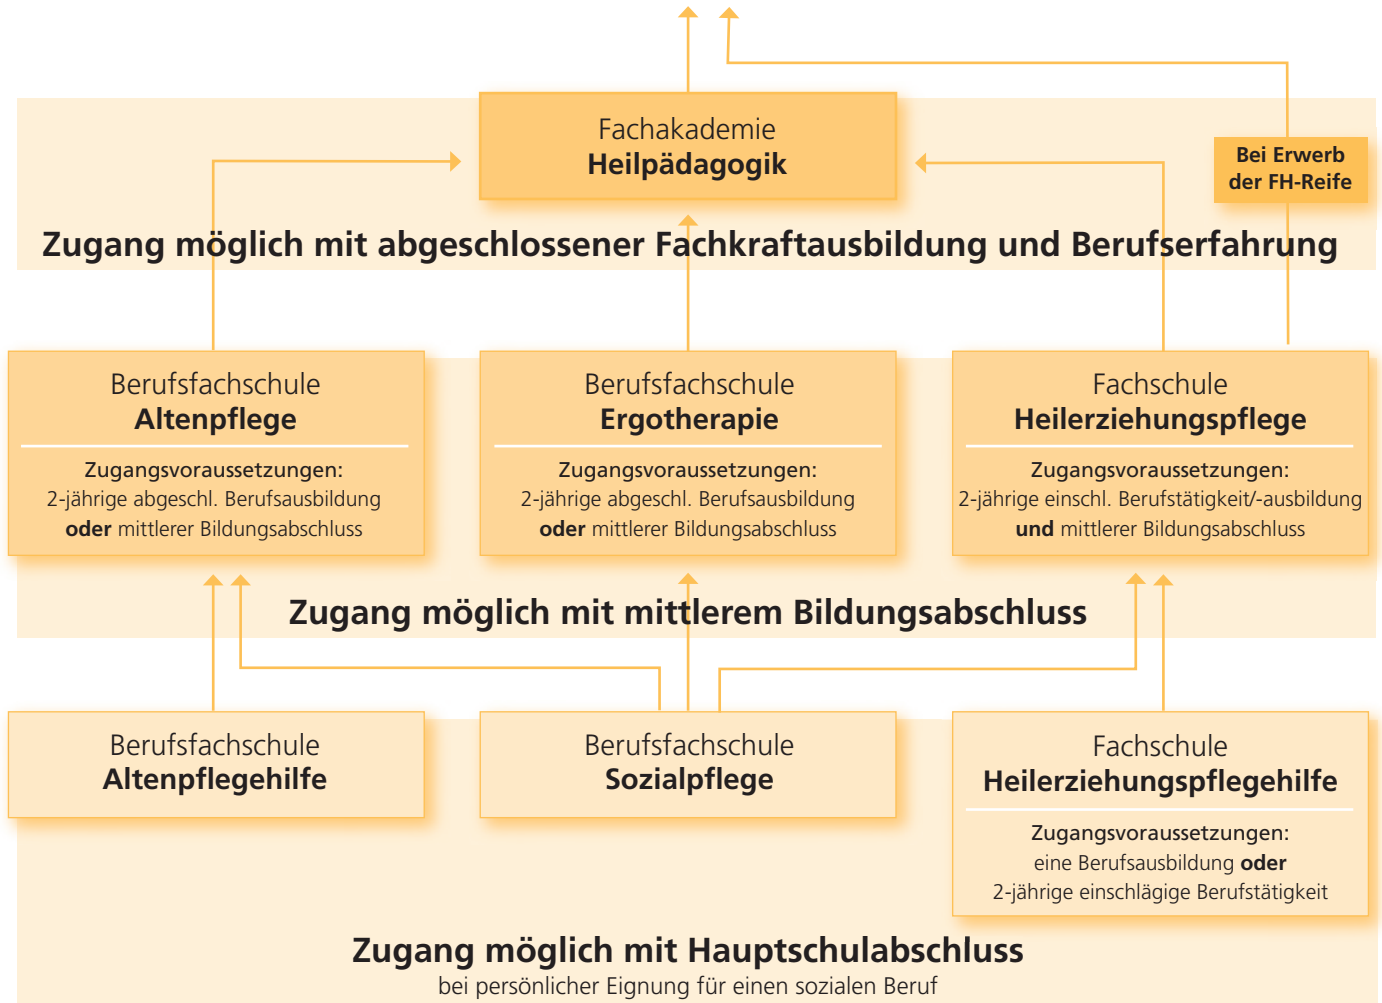 Fachakademie
Heilpädagogik
Bei Erwerb
der FH-Reife
Zugang möglich mit abgeschlossener Fachkraftausbildung und Berufserfahrung
Berufsfachschule
Altenpflege
Zugangsvoraussetzungen:
2-jährige abgeschl. Berufsausbildung
oder mittlerer Bildungsabschluss
Berufsfachschule
Ergotherapie
Zugangsvoraussetzungen:
2-jährige abgeschl. Berufsausbildung
oder mittlerer Bildungsabschluss
Fachschule
Heilerziehungspflege
Zugangsvoraussetzungen:
2-jährige einschl. Berufstätigkeit/-ausbildung
und mittlerer Bildungsabschluss
Zugang möglich mit mittlerem Bildungsabschluss
Berufsfachschule
Altenpflegehilfe
Berufsfachschule
Sozialpflege
Fachschule
Heilerziehungspflegehilfe
Zugangsvoraussetzungen:
eine Berufsausbildung oder
2-jährige einschlägige Berufstätigkeit
Zugang möglich mit Hauptschulabschluss
bei persönlicher Eignung für einen sozialen Beruf